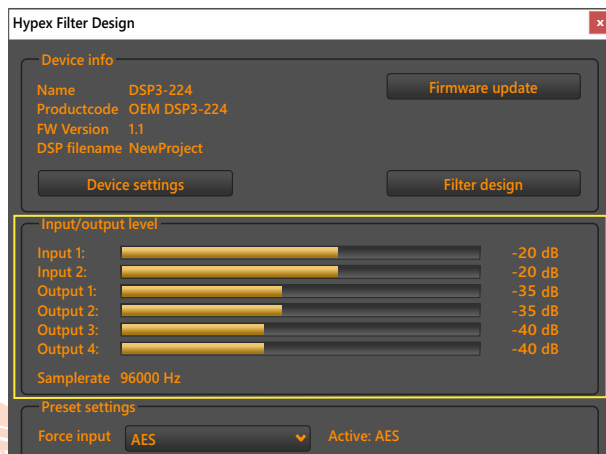 Hypex Filter Design
x
Device info
Name DSP3-224
Firmware update
Productcode OEM DSP3-224
FW Version 1.1
DSP filename NewProject
Device settings
Filter design
Input/output level
Input 1: -20 dB
Input 2: -20 dB
Output 1: -35 dB
Output 2: -35 dB
Output 3: -40 dB
Output 4: -40 dB
Samplerate 96000 Hz
Preset settings
Force input AES Active: AES